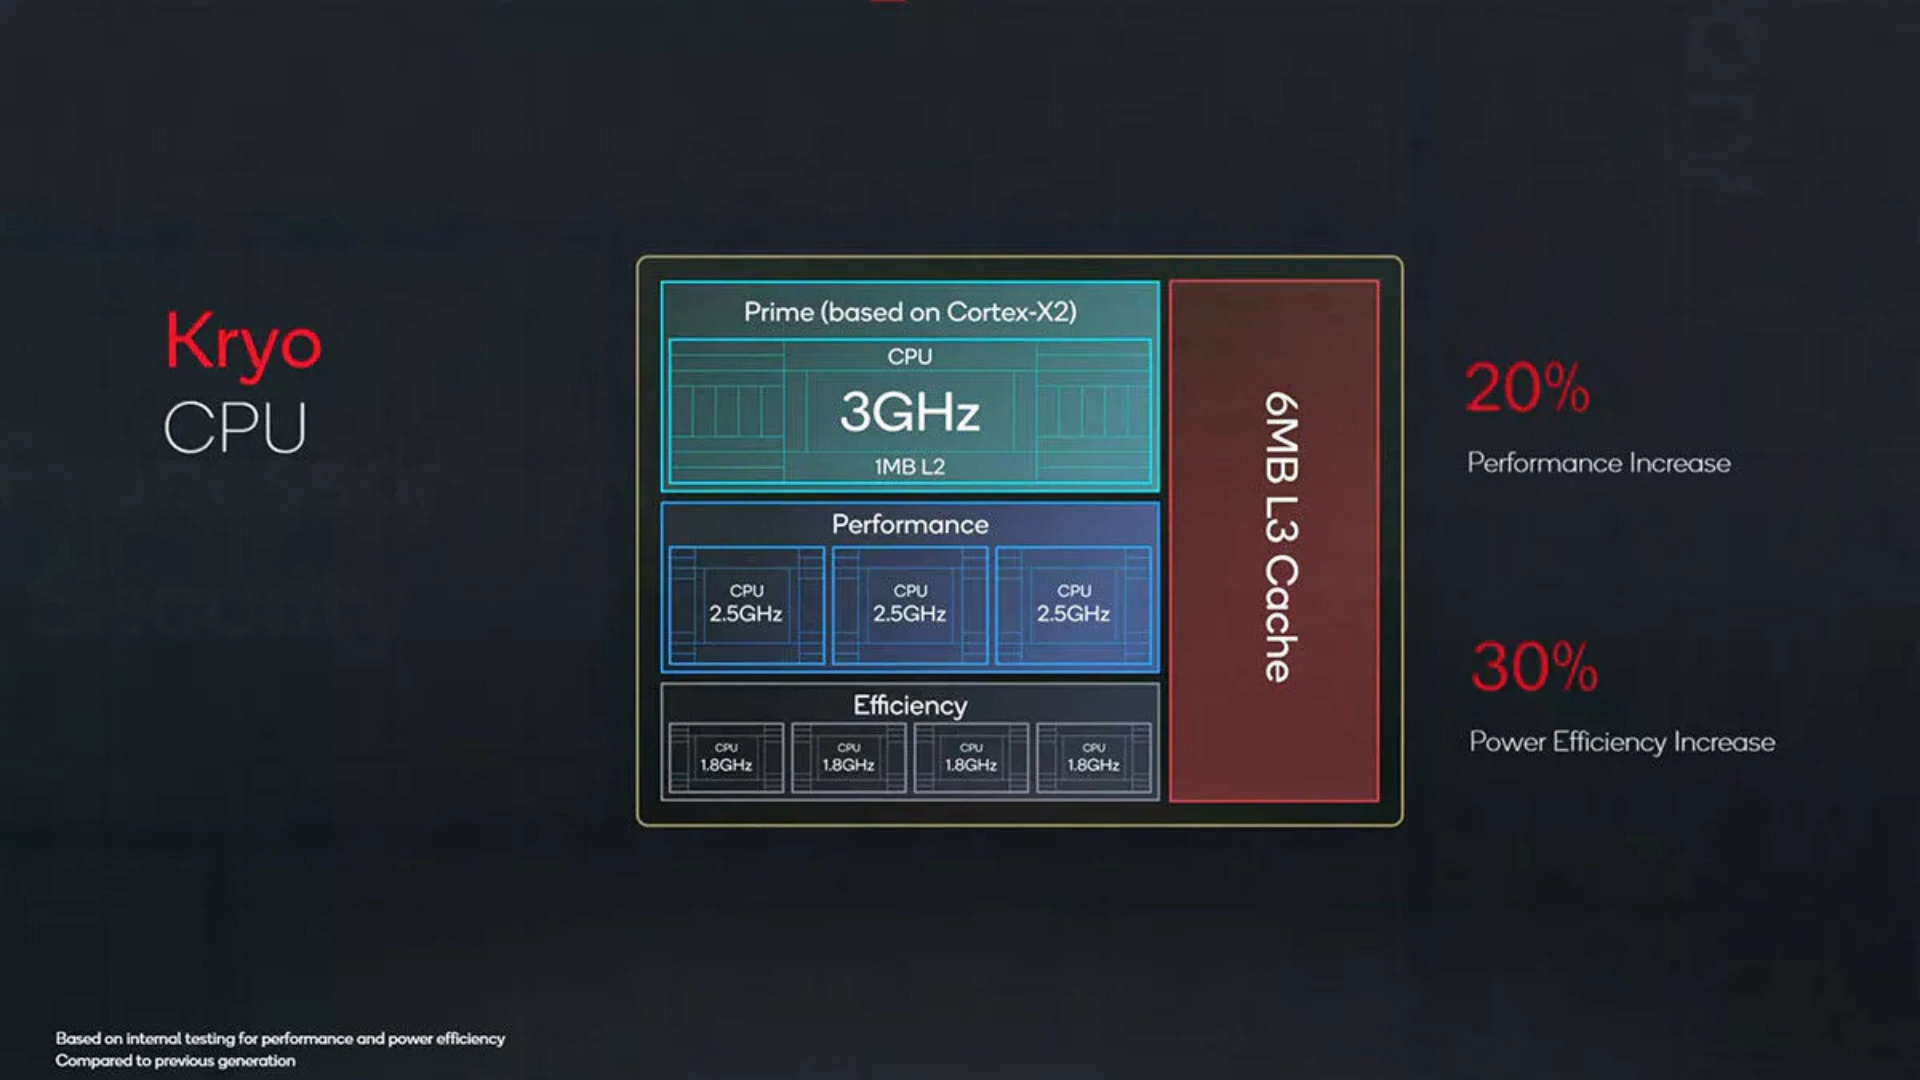 Kryo
CPU
Prime (based on Cortex-X2)
CPU
3GHz
1MB L2
Performance
CPU
2.5GHz
CPU
2.5GHz
CPU
2.5GHz
Efficiency
CPU
1.8GHz
CPU
1.8GHz
CPU
1.8GHz
CPU
1.8GHz
6MB L3 Cache
20%
Performance Increase
30%
Power Efficiency Increase
Based on internal testing for performance and power efficiency
Compared to previous generation